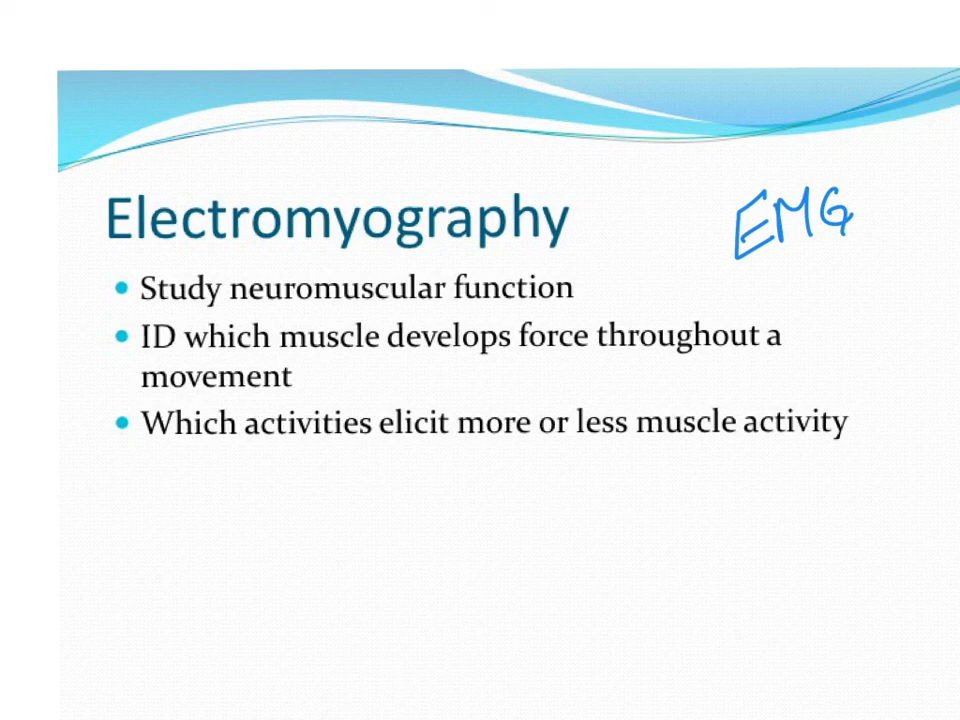 Electromyography
EMG
Study neuromuscular function
ID which muscle develops force throughout a
movement
Which activities elicit more or less muscle activity